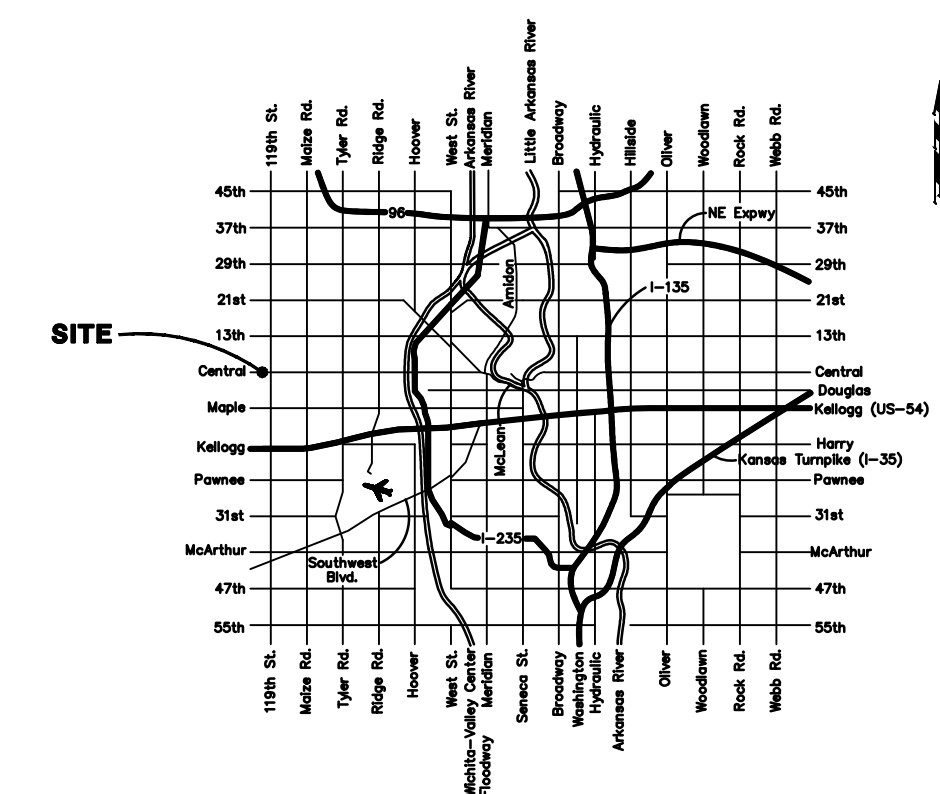 119th St.
Maize Rd.
Tyler Rd.
Ridge Rd.
Hoover
West St.
Arkansas River
Meridian
Little Arkansas River
Broadway
Hydraulic
Hillside
Oliver
Woodlawn
Rock Rd.
Webb Rd.
45th
45th
96
NE Expwy
37th
37th
29th
29th
Amidon
I-135
21st
21st
SITE
13th
13th
Central
Central
Douglas
Maple
Kellogg (US-54)
McLean
Kellogg
Harry
Kansas Turnpike (I-35)
Pawnee
Pawnee
31st
31st
I-235
McArthur
McArthur
Southwest
Blvd.
47th
47th
55th
55th
119th St.
Maize Rd.
Tyler Rd.
Ridge Rd.
Hoover
West St.
Wichita-Valley Center
Floodway
Meridian
Seneca St.
Broadway
Washington
Hydraulic
Arkansas River
Oliver
Woodlawn
Rock Rd.
Webb Rd.